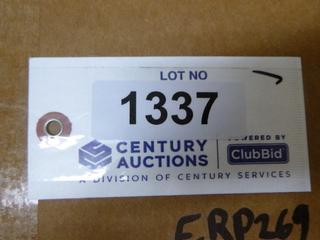 LOT NO
1337
CENTURY
AUCTIONS
POWERED BY
ClubBid
A DIVISION OF CENTURY SERVICES
ERP269